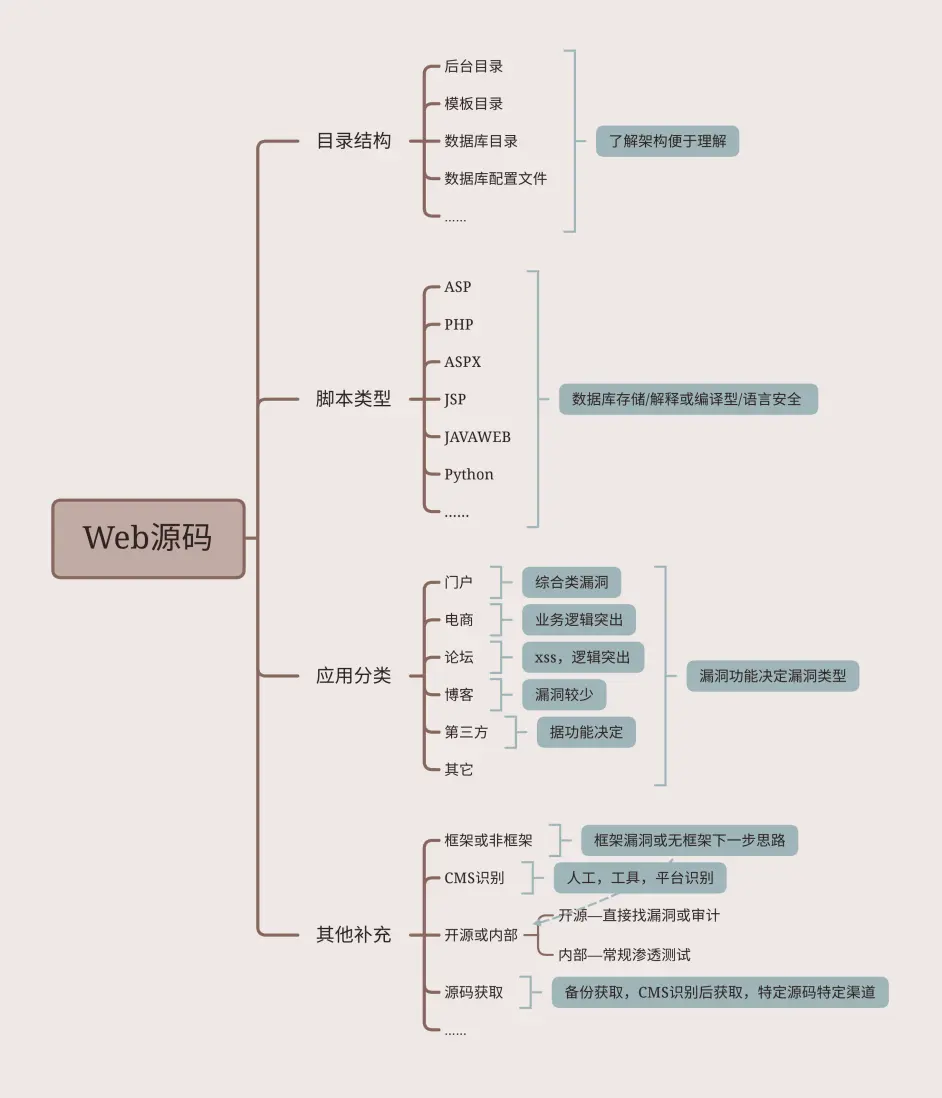 Web源码
目录结构
后台目录
模板目录
数据库目录
数据库配置文件
……
了解架构便于理解
脚本类型
ASP
PHP
ASPX
JSP
JAVAWEB
Python
……
数据库存储/解释或编译型/语言安全
应用分类
门户
综合类漏洞
电商
业务逻辑突出
论坛
xss，逻辑突出
博客
漏洞较少
第三方
据功能决定
其它
漏洞功能决定漏洞类型
其他补充
框架或非框架
框架漏洞或无框架下一步思路
CMS识别
人工，工具，平台识别
开源或内部
开源—直接找漏洞或审计
内部—常规渗透测试
源码获取
备份获取，CMS识别后获取，特定源码特定渠道
……